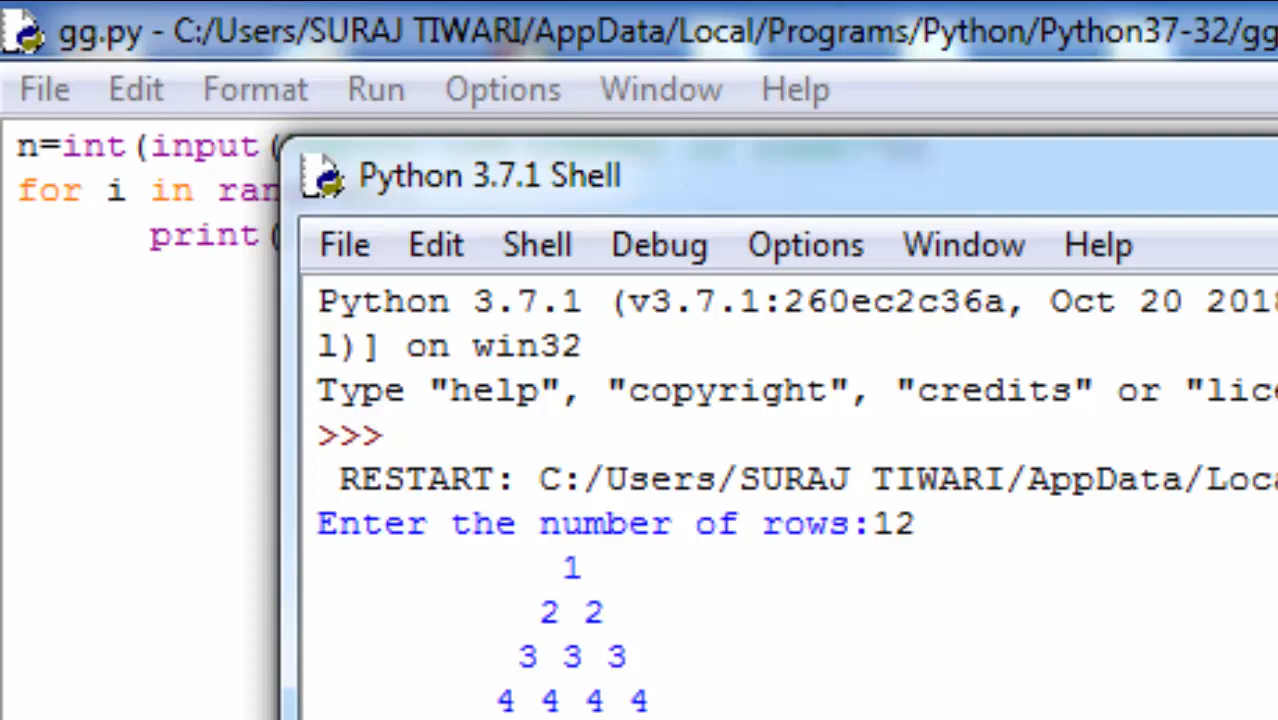 gg.py - C:/Users/SURAJ TIWARI/AppData/Local/Programs/Python/Python37-32/gg
File Edit Format Run Options Window Help
n=int(input(
for i in ran
print(
Python 3.7.1 Shell
File Edit Shell Debug Options Window Help
Python 3.7.1 (v3.7.1:260ec2c36a, Oct 20 2018
1)] on win32
Type "help", "copyright", "credits" or "lice
>>>
RESTART: C:/Users/SURAJ TIWARI/AppData/Loca
Enter the number of rows:12
1
2 2
3 3 3
4 4 4 4